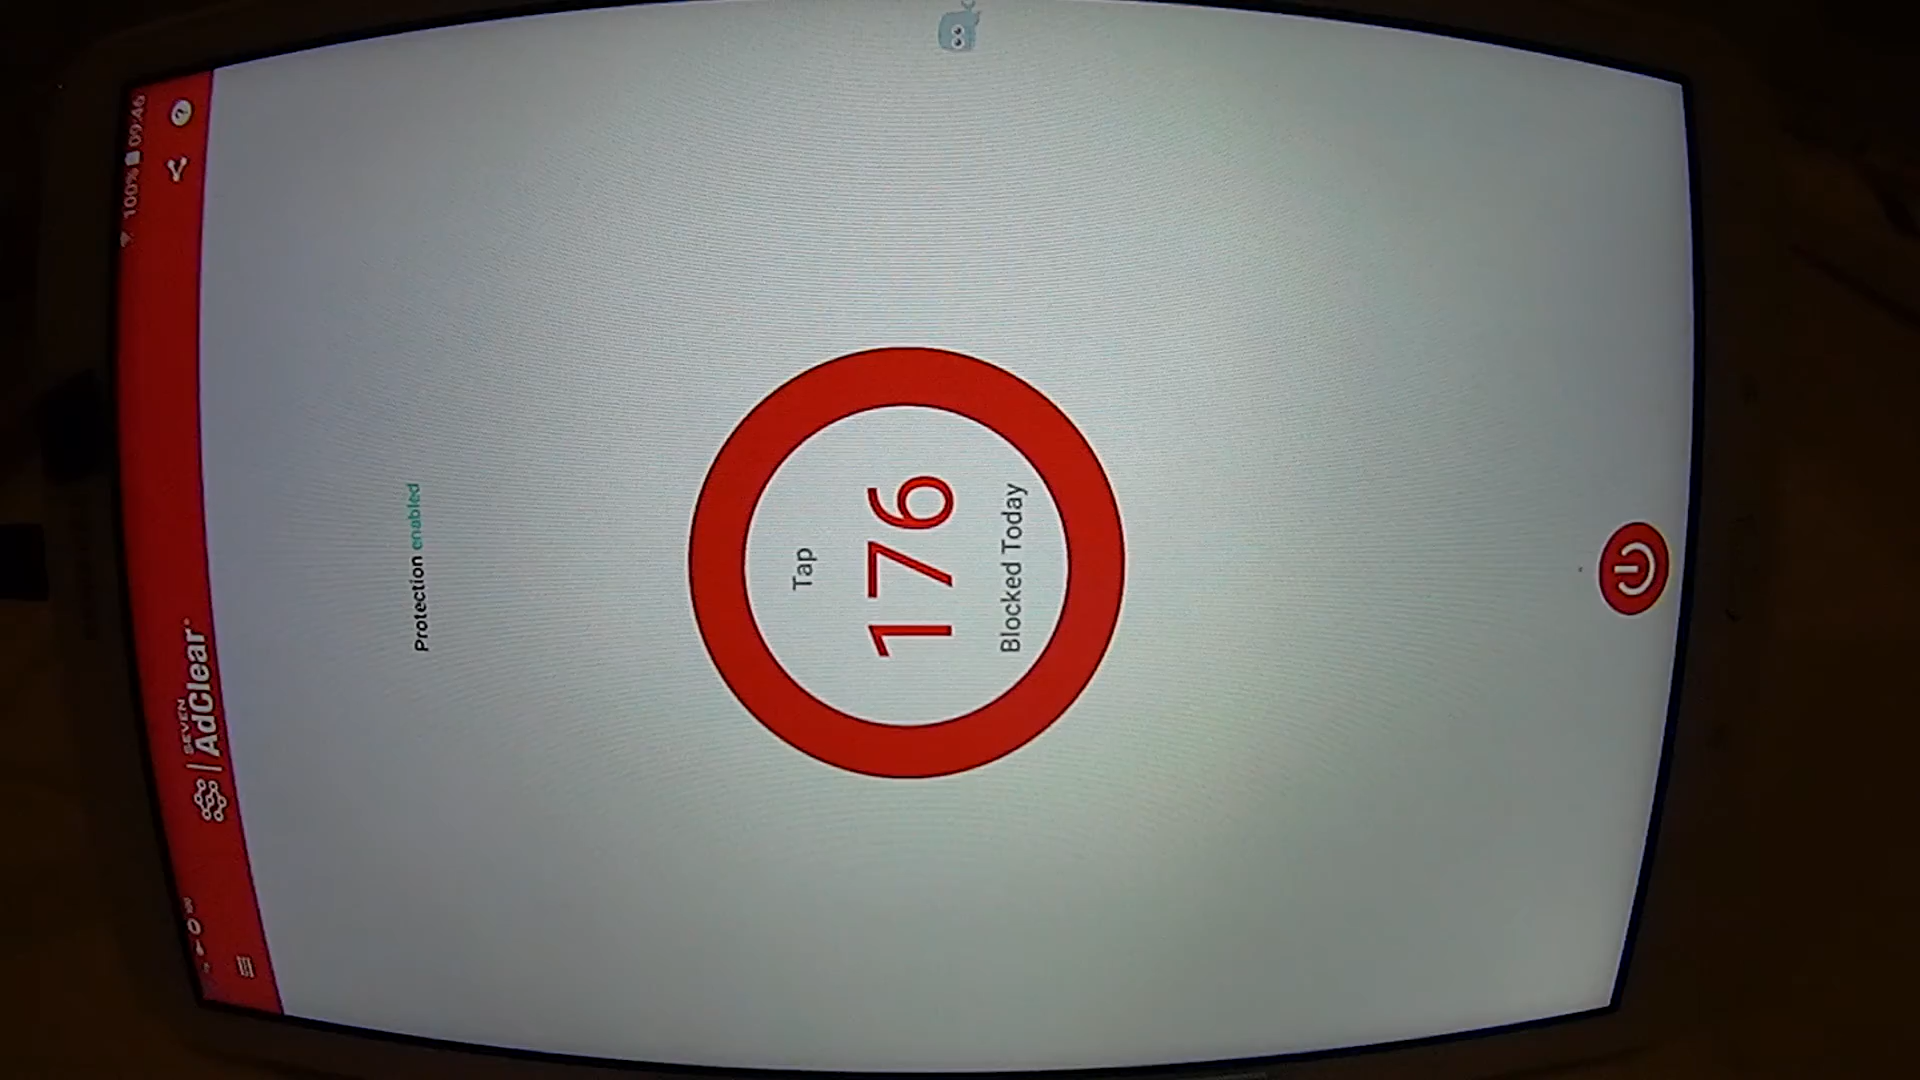 100% 09:46
SEVEN
AdClear
Protection enabled
Tap
176
Blocked Today